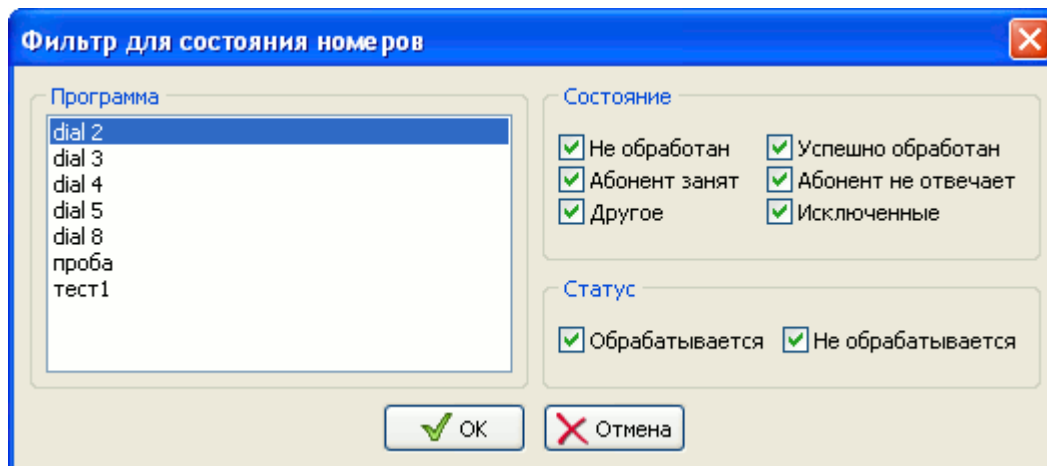 Фильтр для состояния номеров
Программа
dial 2
dial 3
dial 4
dial 5
dial 8
проба
тест1
Состояние
Не обработан Успешно обработан
Абонент занят Абонент не отвечает
Другое Исключенные
Статус
Обрабатывается Не обрабатывается
OK Отмена